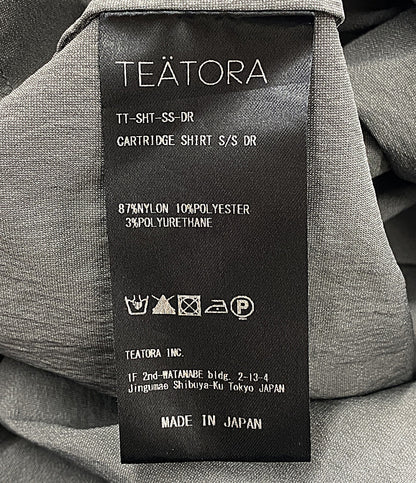 TEÄTORA
TT-SHT-SS-DR
CARTRIDGE SHIRT S/S DR
87%NYLON 10%POLYESTER
3%POLYURETHANE
P
TEATORA INC.
1F 2nd-WATANABE bldg. 2-13-4
Jingumae Shibuya-Ku Tokyo JAPAN
MADE IN JAPAN